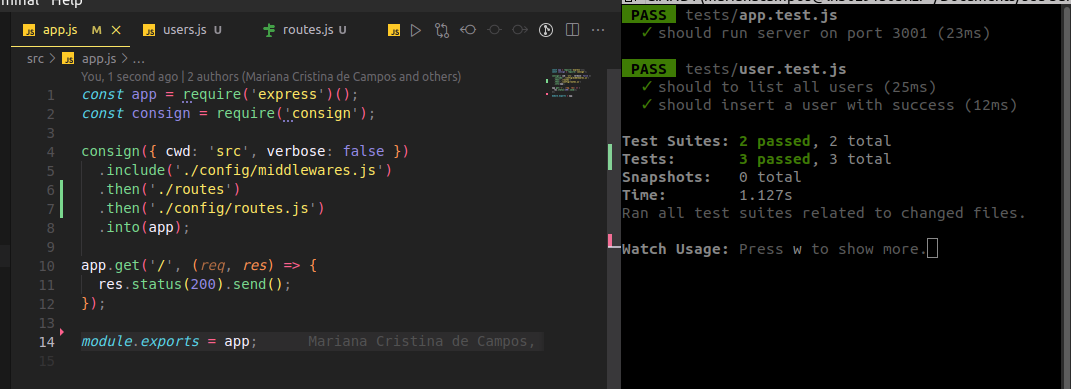 minal Help
JS app.js M × JS users.js U routes.js U JS ...
src > JS app.js > ...
You, 1 second ago | 2 authors (Mariana Cristina de Campos and others)
1 const app = require('express')();
2 const consign = require('consign');
3
4 consign({ cwd: 'src', verbose: false })
5 .include('./config/middlewares.js')
6 .then('./routes')
7 .then('./config/routes.js')
8 .into(app);
9
10 app.get('/', (req, res) => {
11 res.status(200).send();
12 });
13
14 module.exports = app; Mariana Cristina de Campos,
15
PASS tests/app.test.js
✓ should run server on port 3001 (23ms)
PASS tests/user.test.js
✓ should to list all users (25ms)
✓ should insert a user with success (12ms)
Test Suites: 2 passed, 2 total
Tests: 3 passed, 3 total
Snapshots: 0 total
Time: 1.127s
Ran all test suites related to changed files.
Watch Usage: Press w to show more.